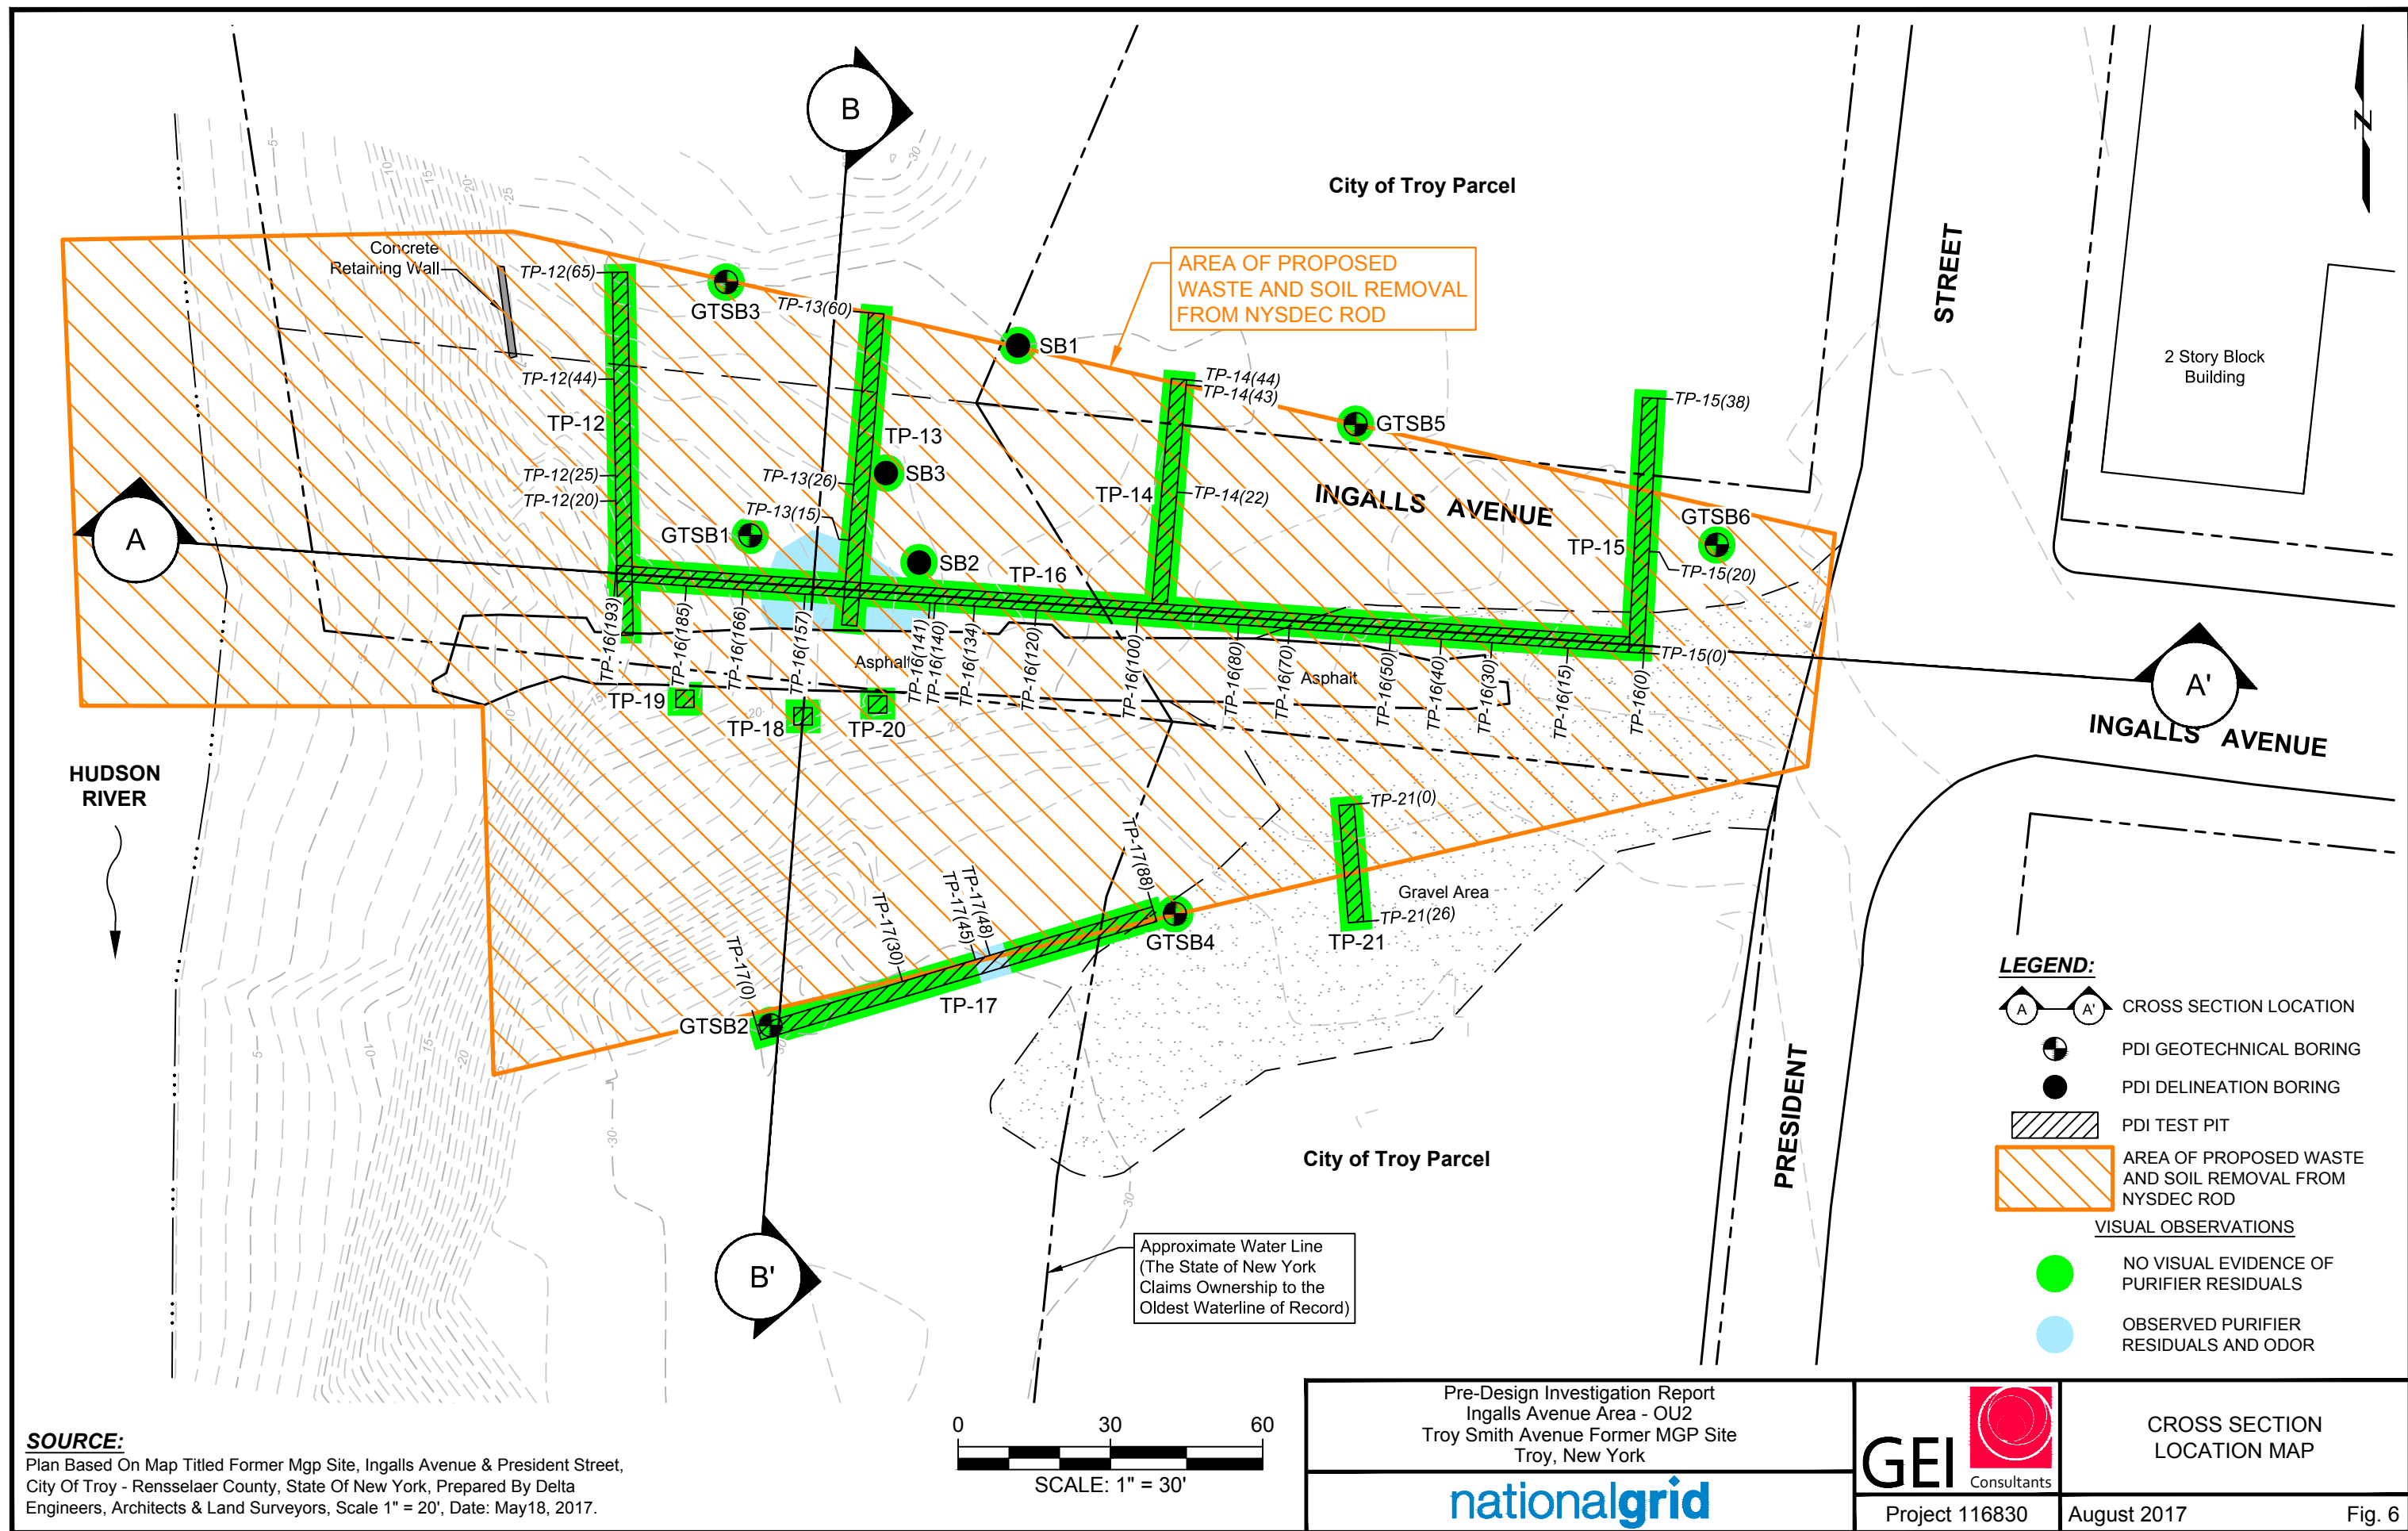 B
City of Troy Parcel
N
STREET
AREA OF PROPOSED
WASTE AND SOIL REMOVAL
FROM NYSDEC ROD
Concrete
Retaining Wall
5
10
15
20
25
30
TP-12(65)
GTSB3
TP-13(60)
SB1
2 Story Block
Building
TP-12(44)
TP-14(44)
TP-14(43)
TP-15(38)
TP-12
TP-13
GTSB5
TP-12(25)
TP-12(20)
TP-13(26)
SB3
TP-14
TP-14(22)
INGALLS AVENUE
TP-13(15)
GTSB1
GTSB6
A
SB2
TP-16
TP-15
TP-15(20)
TP-16(193)
TP-16(185)
TP-16(166)
TP-16(157)
Asphalt
TP-16(141)
TP-16(140)
TP-16(134)
TP-16(120)
TP-16(100)
TP-16(80)
TP-16(70)
Asphalt
TP-16(50)
TP-16(40)
TP-16(30)
TP-16(15)
TP-16(0)
TP-15(0)
A'
INGALLS AVENUE
TP-19
TP-18
TP-20
15
20
HUDSON
RIVER
TP-21(0)
TP-17(88)
Gravel Area
TP-21(26)
TP-21
GTSB4
TP-17(48)
TP-17(45)
TP-17(30)
TP-17(0)
TP-17
GTSB2
5
10
15
20
30
30
30
PRESIDENT
City of Troy Parcel
B'
Approximate Water Line
(The State of New York
Claims Ownership to the
Oldest Waterline of Record)
LEGEND:
A A' CROSS SECTION LOCATION
PDI GEOTECHNICAL BORING
PDI DELINEATION BORING
PDI TEST PIT
AREA OF PROPOSED WASTE
AND SOIL REMOVAL FROM
NYSDEC ROD
VISUAL OBSERVATIONS
NO VISUAL EVIDENCE OF
PURIFIER RESIDUALS
OBSERVED PURIFIER
RESIDUALS AND ODOR
SOURCE:
Plan Based On Map Titled Former Mgp Site, Ingalls Avenue & President Street,
City Of Troy - Rensselaer County, State Of New York, Prepared By Delta
Engineers, Architects & Land Surveyors, Scale 1" = 20', Date: May18, 2017.
0 30 60
SCALE: 1" = 30'
Pre-Design Investigation Report
Ingalls Avenue Area - OU2
Troy Smith Avenue Former MGP Site
Troy, New York
nationalgrid
GEI Consultants
Project 116830
CROSS SECTION
LOCATION MAP
August 2017 Fig. 6